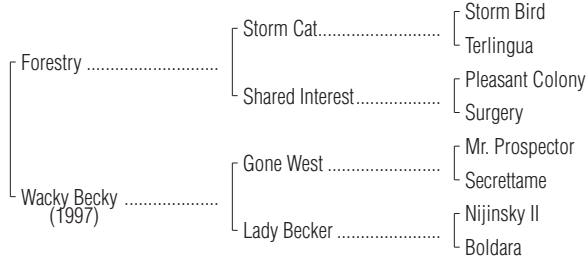 Storm Bird
Storm Cat..............................
Terlingua
Forestry .................................
Pleasant Colony
Shared Interest.....................
Surgery
Mr. Prospector
Gone West ............................
Secrettame
Wacky Becky .......................
(1997)
Nijinsky II
Lady Becker ..........................
Boldara